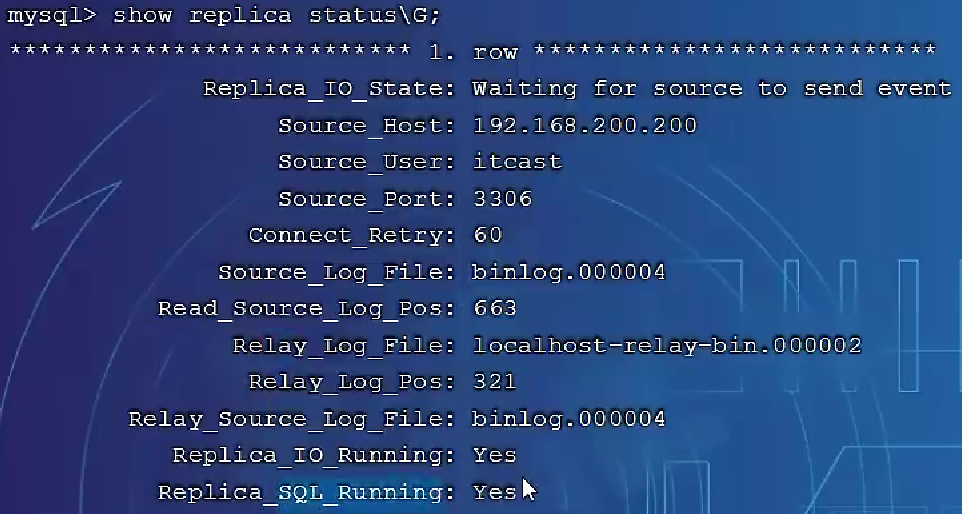 mysql> show replica status\G;
*************************** 1. row ***************************
Replica_IO_State: Waiting for source to send event
Source_Host: 192.168.200.200
Source_User: itcast
Source_Port: 3306
Connect_Retry: 60
Source_Log_File: binlog.000004
Read_Source_Log_Pos: 663
Relay_Log_File: localhost-relay-bin.000002
Relay_Log_Pos: 321
Relay_Source_Log_File: binlog.000004
Replica_IO_Running: Yes
Replica_SQL_Running: Yes